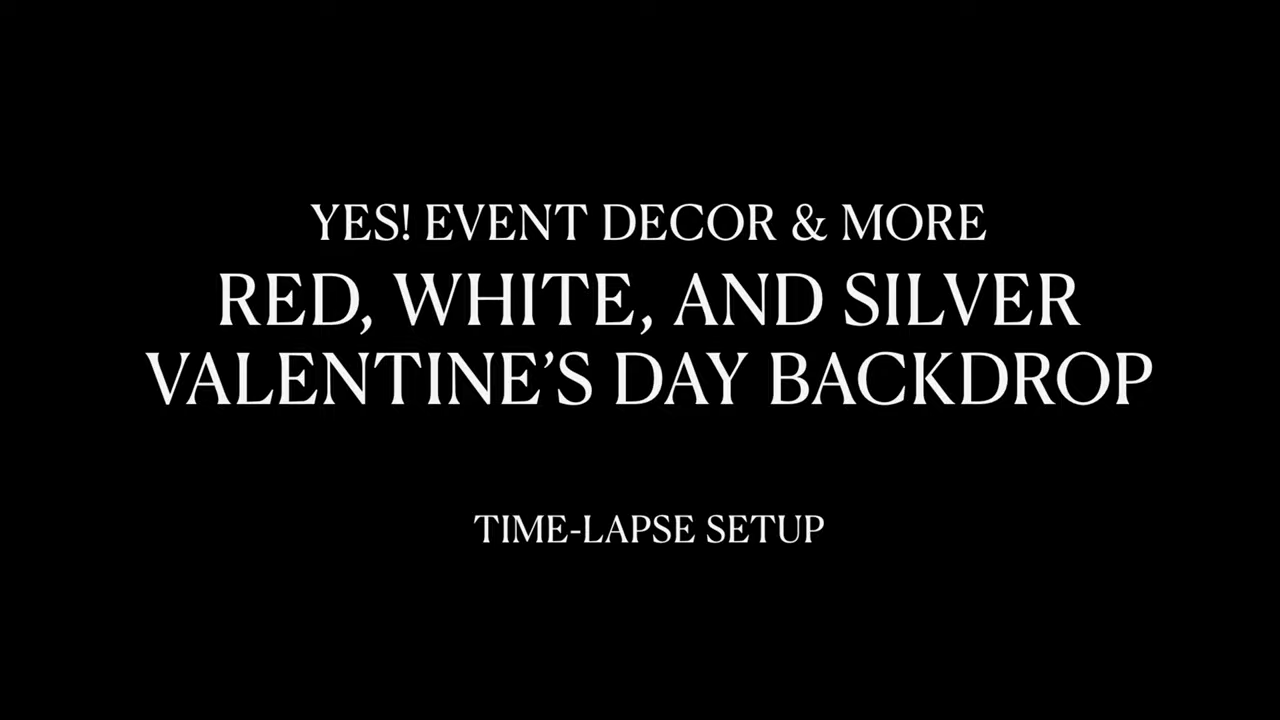 YES! EVENT DECOR & MORE
RED, WHITE, AND SILVER
VALENTINE’S DAY BACKDROP
TIME-LAPSE SETUP